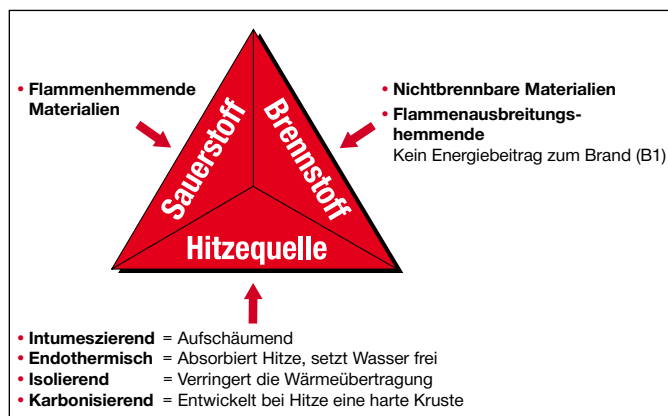 • Flammenhemmende
Materialien
• Nichtbrennbare Materialien
• Flammenausbreitungs-
hemmende
Kein Energiebeitrag zum Brand (B1)
Sauerstoff
Brennstoff
Hitzequelle
• Intumeszierend = Aufschäumend
• Endothermisch = Absorbiert Hitze, setzt Wasser frei
• Isolierend = Verringert die Wärmeübertragung
• Karbonisierend = Entwickelt bei Hitze eine harte Kruste